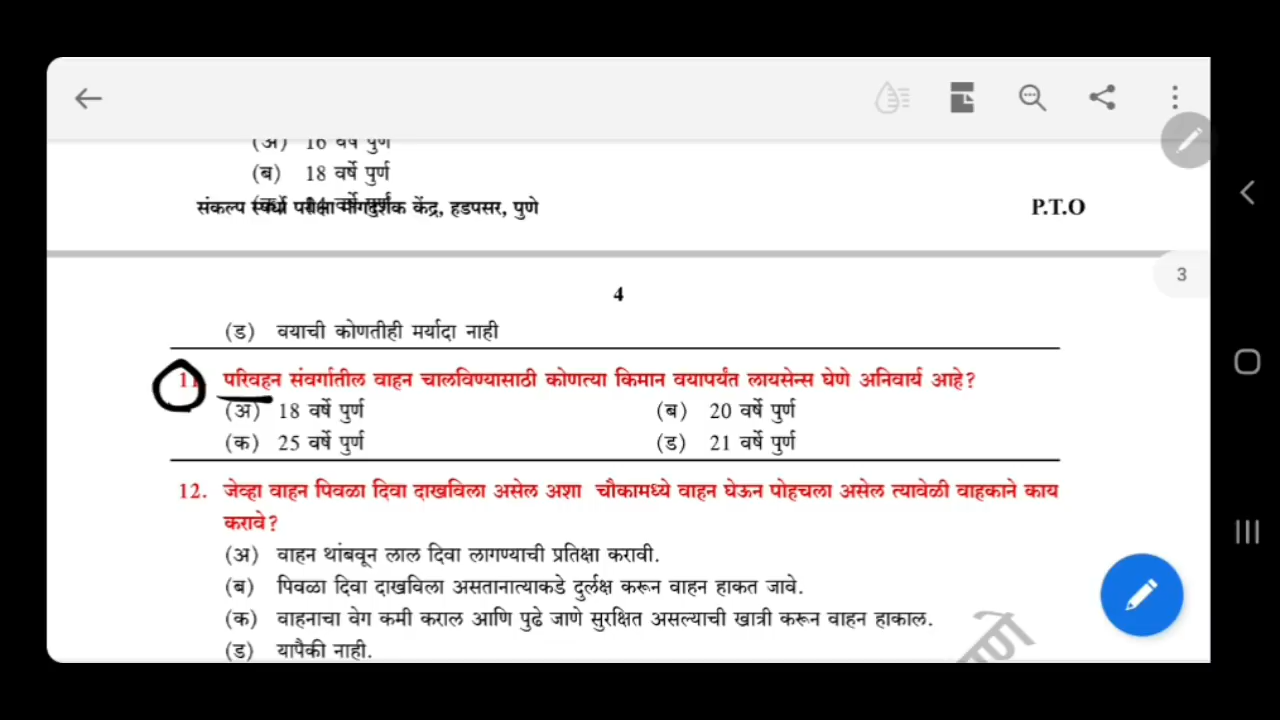 (अ) 16 वर्षे पुर्ण
(ब) 18 वर्षे पुर्ण
संकल्प स्पर्धा परीक्षा मार्गदर्शक केंद्र, हडपसर, पुणे P.T.O
3
4
(ड) वयाची कोणतीही मर्यादा नाही
11. परिवहन संवर्गातील वाहन चालविण्यासाठी कोणत्या किमान वयापर्यंत लायसेन्स घेणे अनिवार्य आहे?
(अ) 18 वर्षे पुर्ण (ब) 20 वर्षे पुर्ण
(क) 25 वर्षे पुर्ण (ड) 21 वर्षे पुर्ण
12. जेव्हा वाहन पिवळा दिवा दाखविला असेल अशा चौकामध्ये वाहन घेऊन पोहचला असेल त्यावेळी वाहकाने काय
करावे?
(अ) वाहन थांबवून लाल दिवा लागण्याची प्रतिक्षा करावी.
(ब) पिवळा दिवा दाखविला असतानात्याकडे दुर्लक्ष करून वाहन हाकत जावे.
(क) वाहनाचा वेग कमी कराल आणि पुढे जाणे सुरक्षित असल्याची खात्री करून वाहन हाकाल.
(ड) यापैकी नाही.